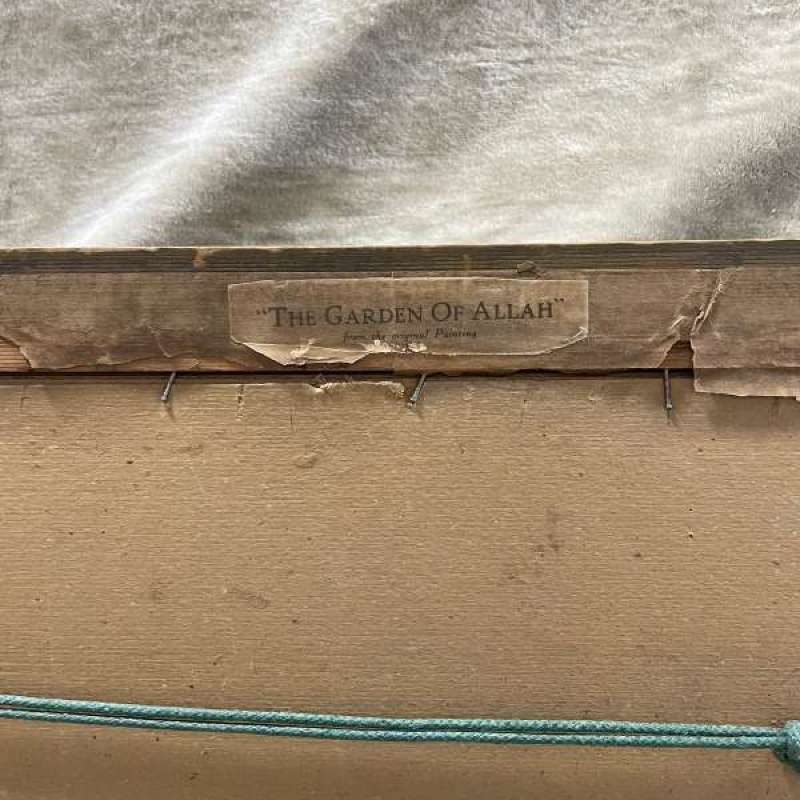 "THE GARDEN OF ALLAH"
from the original Painting